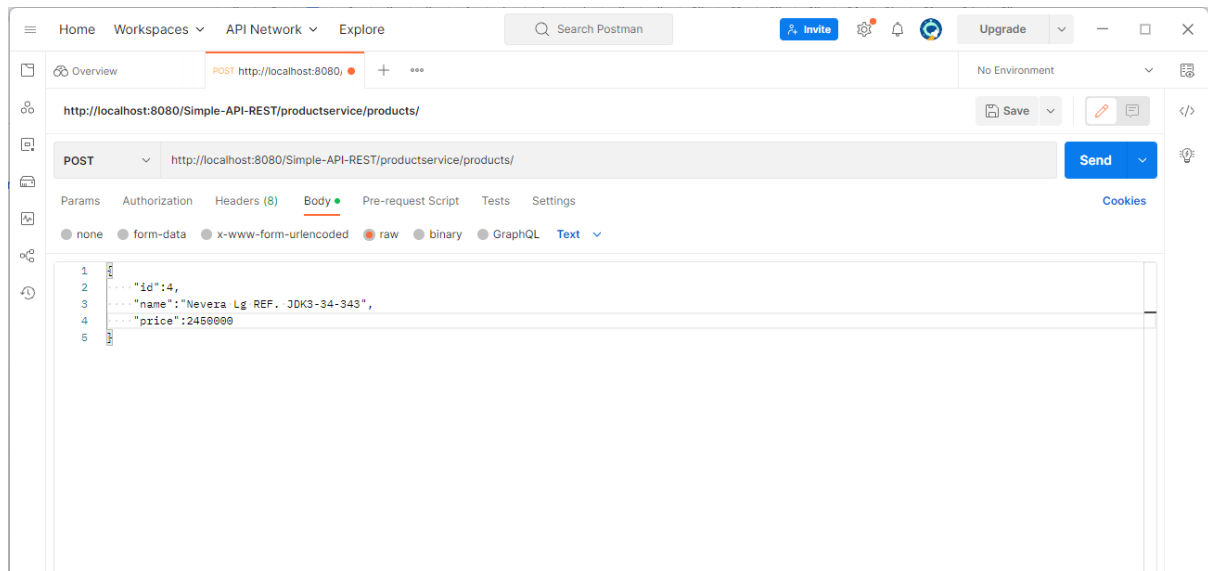 Home Workspaces API Network Explore Search Postman Invite Upgrade
Overview POST http://localhost:8080/ No Environment
http://localhost:8080/Simple-API-REST/productservice/products/ Save
POST http://localhost:8080/Simple-API-REST/productservice/products/ Send
Params Authorization Headers (8) Body Pre-request Script Tests Settings Cookies
none form-data x-www-form-urlencoded raw binary GraphQL Text
1 {
2 "id":4,
3 "name":"Nevera Lg REF. JDK3-34-343",
4 "price":2450000
5 }